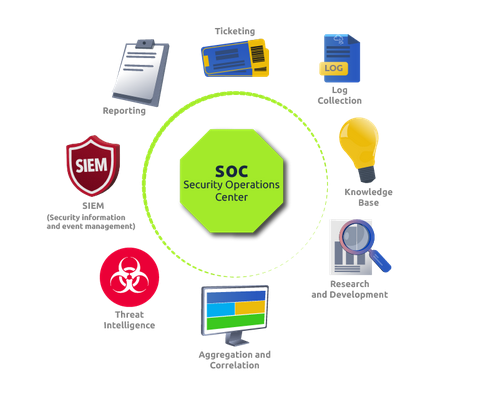 Ticketing
Reporting
LOG
Log
Collection
SIEM
SOC
Security Operations
Center
Knowledge
Base
SIEM
(Security information
and event management)
Research
and Development
Threat
Intelligence
Aggregation and
Correlation